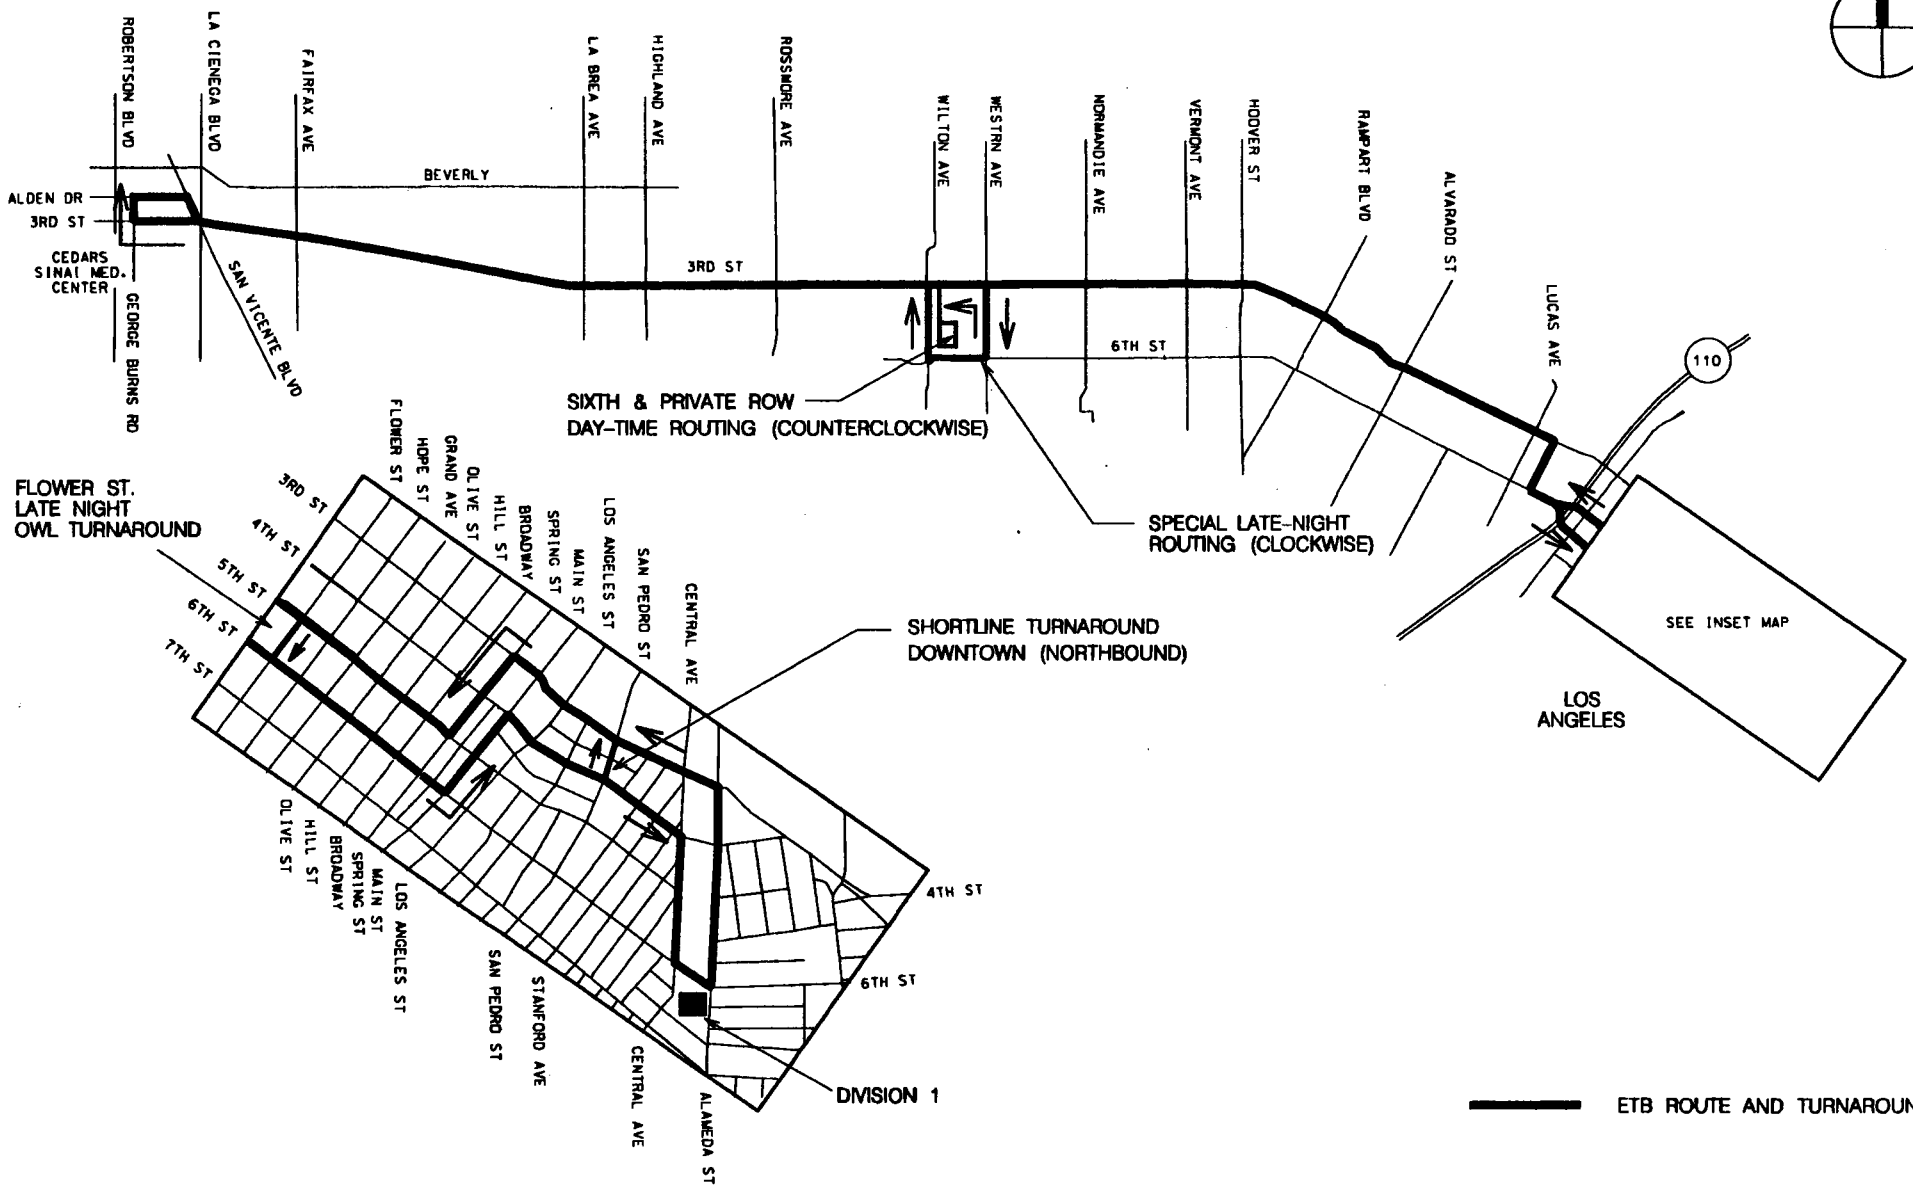 ROBERTSON BLVD
LA CIENEGA BLVD
FAIRFAX AVE
LA BREA AVE
HIGHLAND AVE
ROSSMORE AVE
WILTON AVE
WESTRN AVE
NORMANDIE AVE
VERMONT AVE
HOOVER ST
RAMPART BLVD
ALVARADO ST
LUCAS AVE
110
BEVERLY
ALDEN DR
3RD ST
CEDARS
SINAI MED.
CENTER
GEORGE BURNS RD
SAN VICENTE BLVD
3RD ST
6TH ST
SIXTH & PRIVATE ROW
DAY-TIME ROUTING (COUNTERCLOCKWISE)
SPECIAL LATE-NIGHT
ROUTING (CLOCKWISE)
SEE INSET MAP
LOS
ANGELES
FLOWER ST.
LATE NIGHT
OWL TURNAROUND
3RD ST
4TH ST
5TH ST
6TH ST
7TH ST
FLOWER ST
HOPE ST
GRAND AVE
OLIVE ST
HILL ST
BROADWAY
SPRING ST
MAIN ST
LOS ANGELES ST
SAN PEDRO ST
CENTRAL AVE
SHORTLINE TURNAROUND
DOWNTOWN (NORTHBOUND)
OLIVE ST
HILL ST
BROADWAY
SPRING ST
MAIN ST
LOS ANGELES ST
SAN PEDRO ST
STANFORD AVE
CENTRAL AVE
ALAMEDA ST
4TH ST
6TH ST
DIVISION 1
ETB ROUTE AND TURNAROUN